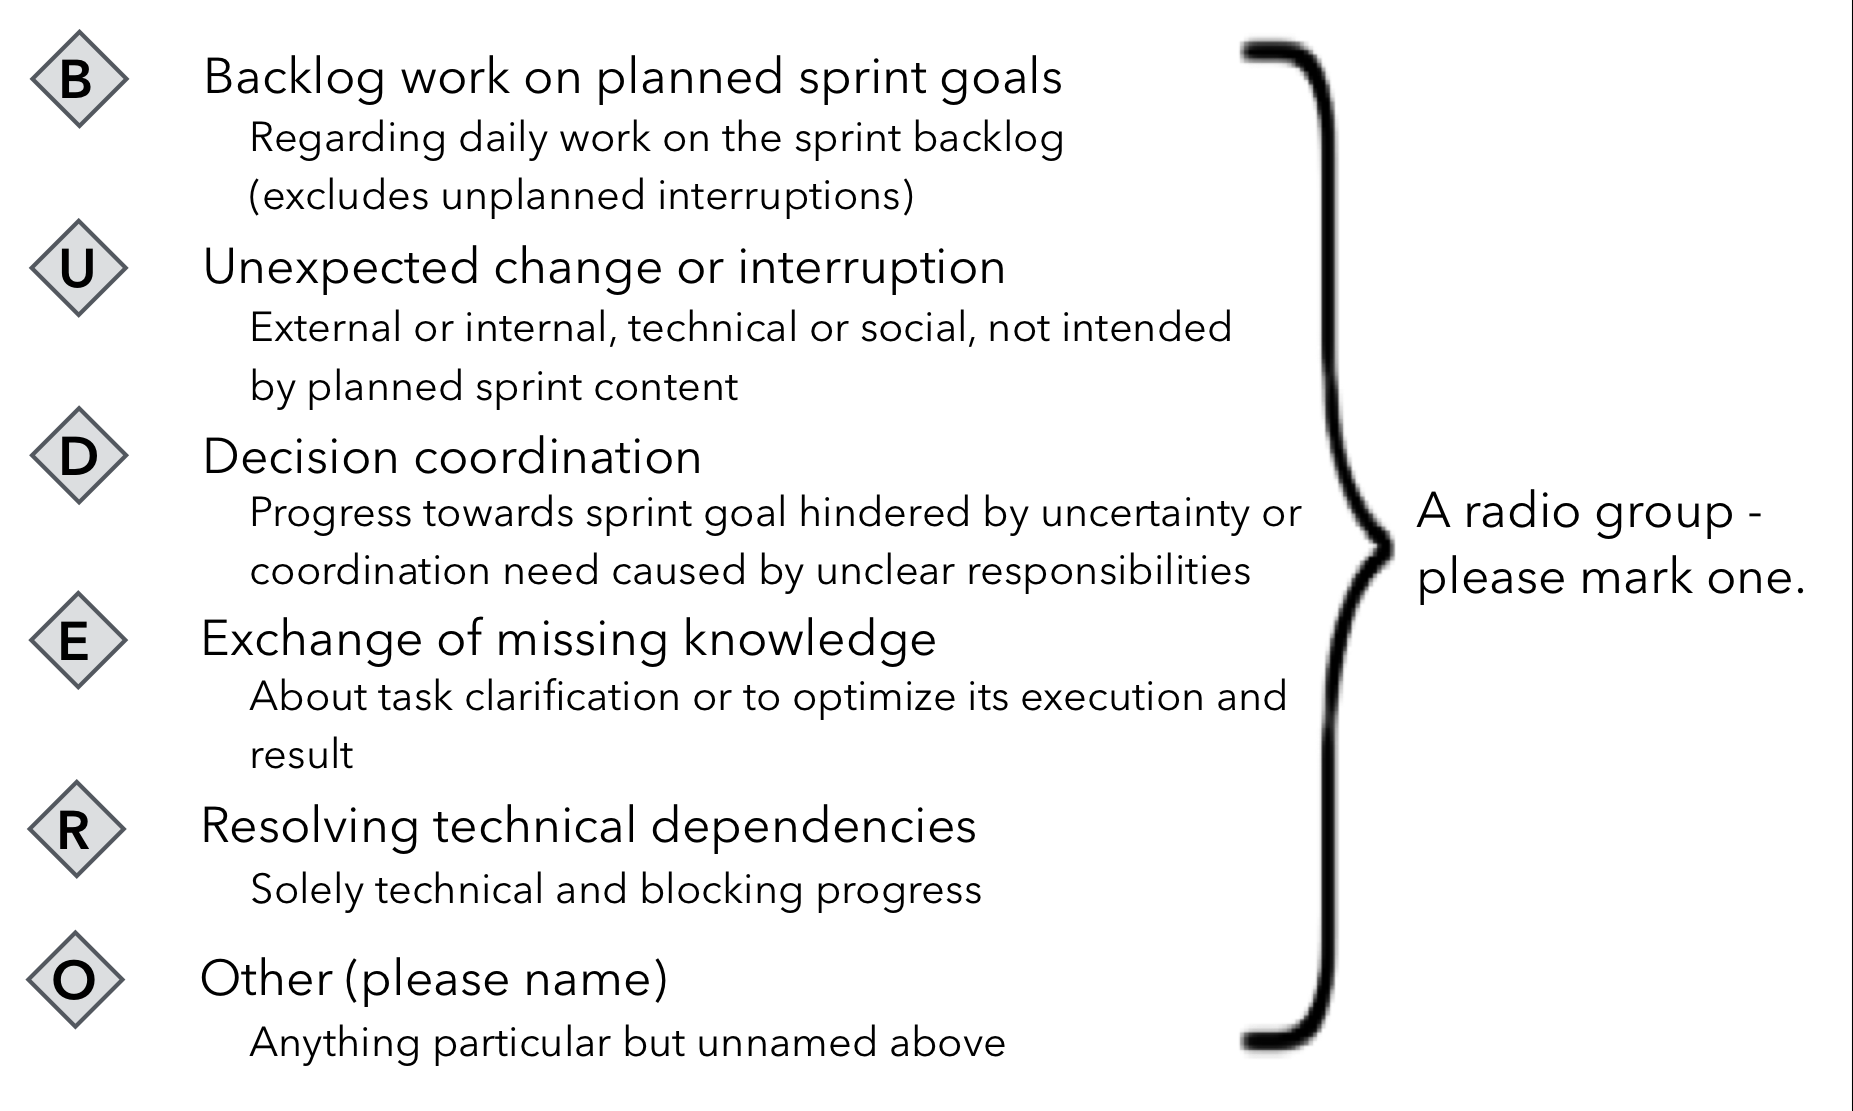 B Backlog work on planned sprint goals
Regarding daily work on the sprint backlog
(excludes unplanned interruptions)
U Unexpected change or interruption
External or internal, technical or social, not intended
by planned sprint content
D Decision coordination
Progress towards sprint goal hindered by uncertainty or
coordination need caused by unclear responsibilities
E Exchange of missing knowledge
About task clarification or to optimize its execution and
result
R Resolving technical dependencies
Solely technical and blocking progress
O Other (please name)
Anything particular but unnamed above
A radio group -
please mark one.